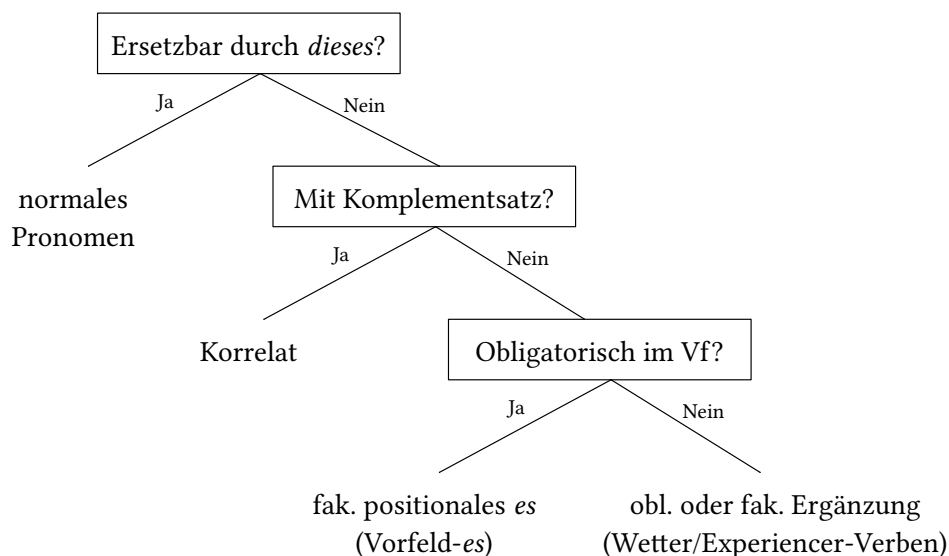 Ersetzbar durch dieses?
Ja
Nein
normales
Pronomen
Mit Komplementsatz?
Ja
Nein
Korrelat
Obligatorisch im Vf?
Ja
Nein
fak. positionales es
(Vorfeld-es)
obl. oder fak. Ergänzung
(Wetter/Experiencer-Verben)